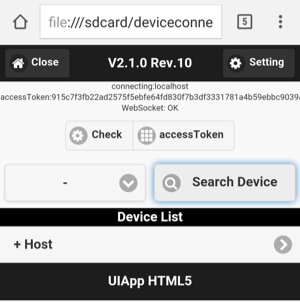 file:///sdcard/deviceconne
5
Close
V2.1.0 Rev.10
Setting
connecting:localhost
accessToken:915c7f3fb22ad2575f5ebfe64fd830f7b3df3331781a4b59ebbc9039a
WebSocket: OK
Check
accessToken
-
Search Device
Device List
+ Host
UIApp HTML5